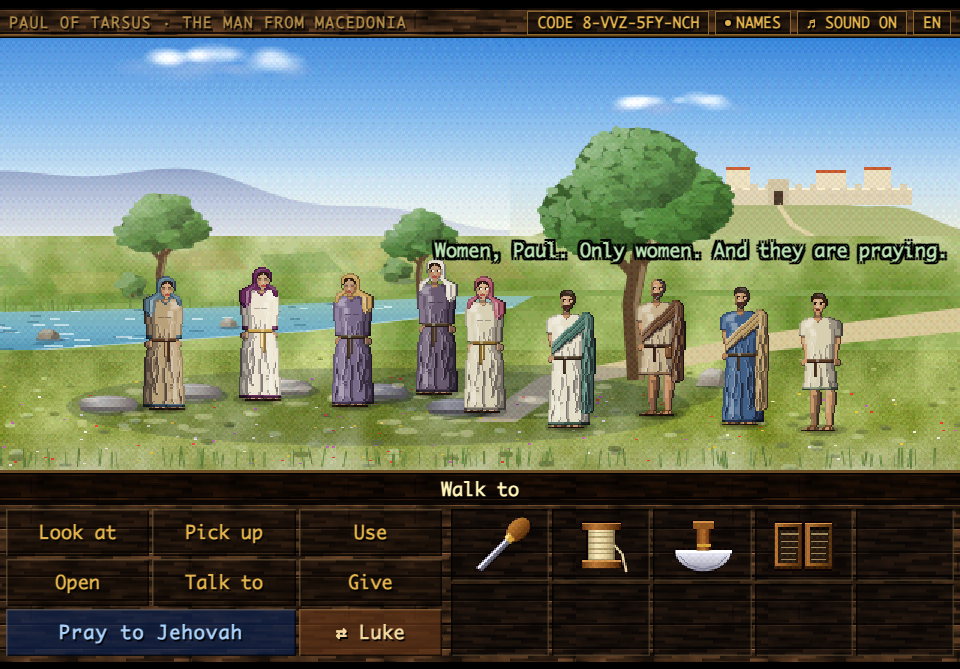 PAUL OF TARSUS · THE MAN FROM MACEDONIA
CODE 8-VVZ-5FY-NCH
• NAMES
♬ SOUND ON
EN
Women, Paul. Only women. And they are praying.
Walk to
Look at
Pick up
Use
Open
Talk to
Give
Pray to Jehovah
⇄ Luke